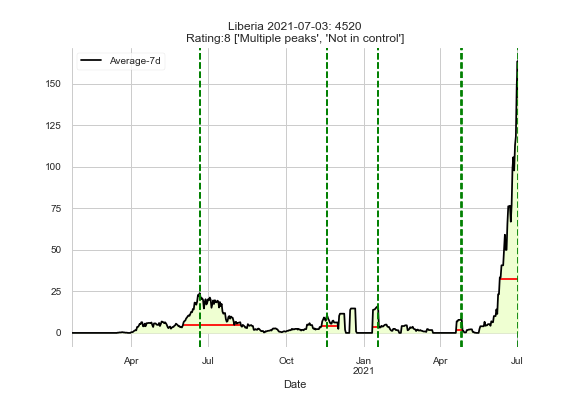 Liberia 2021-07-03: 4520
Rating:8 ['Multiple peaks', 'Not in control']
Average-7d
150
125
100
75
50
25
0
Apr
Jul
Oct
Jan
2021
Apr
Jul
Date